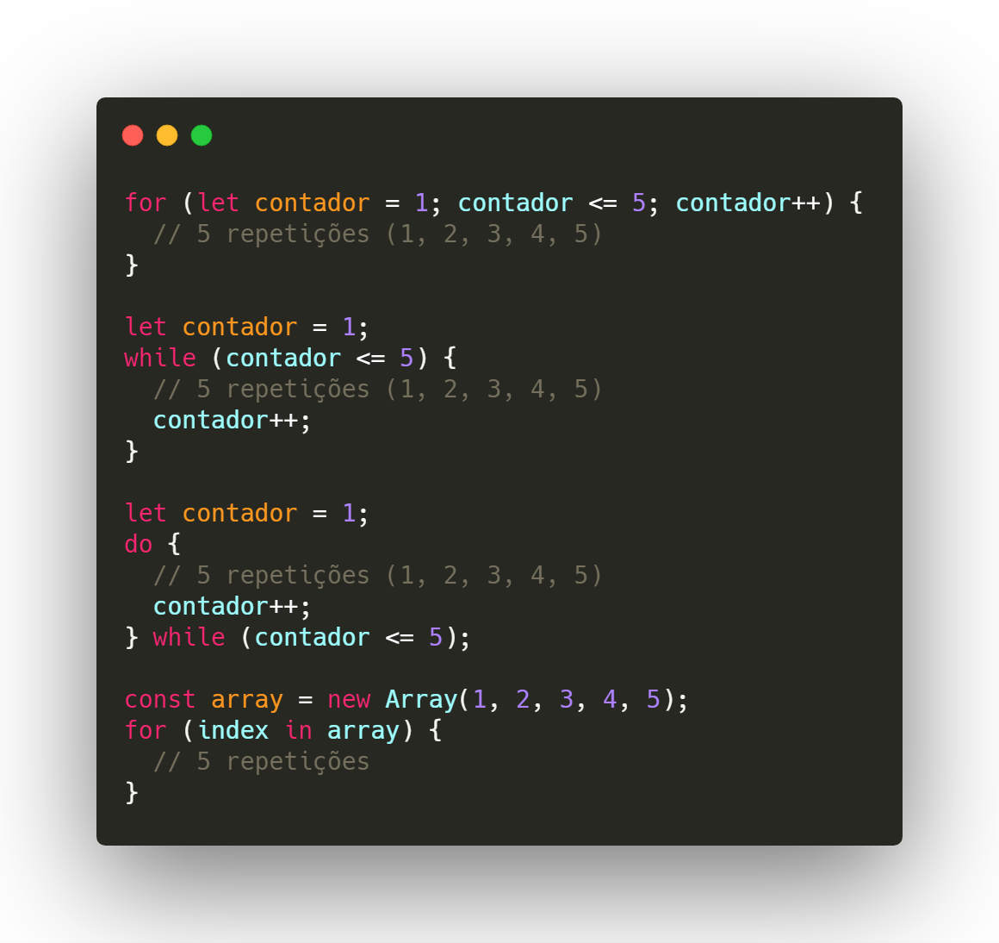 for (let contador = 1; contador <= 5; contador++) {
  // 5 repetições (1, 2, 3, 4, 5)
}

let contador = 1;
while (contador <= 5) {
  // 5 repetições (1, 2, 3, 4, 5)
  contador++;
}

let contador = 1;
do {
  // 5 repetições (1, 2, 3, 4, 5)
  contador++;
} while (contador <= 5);

const array = new Array(1, 2, 3, 4, 5);
for (index in array) {
  // 5 repetições
}